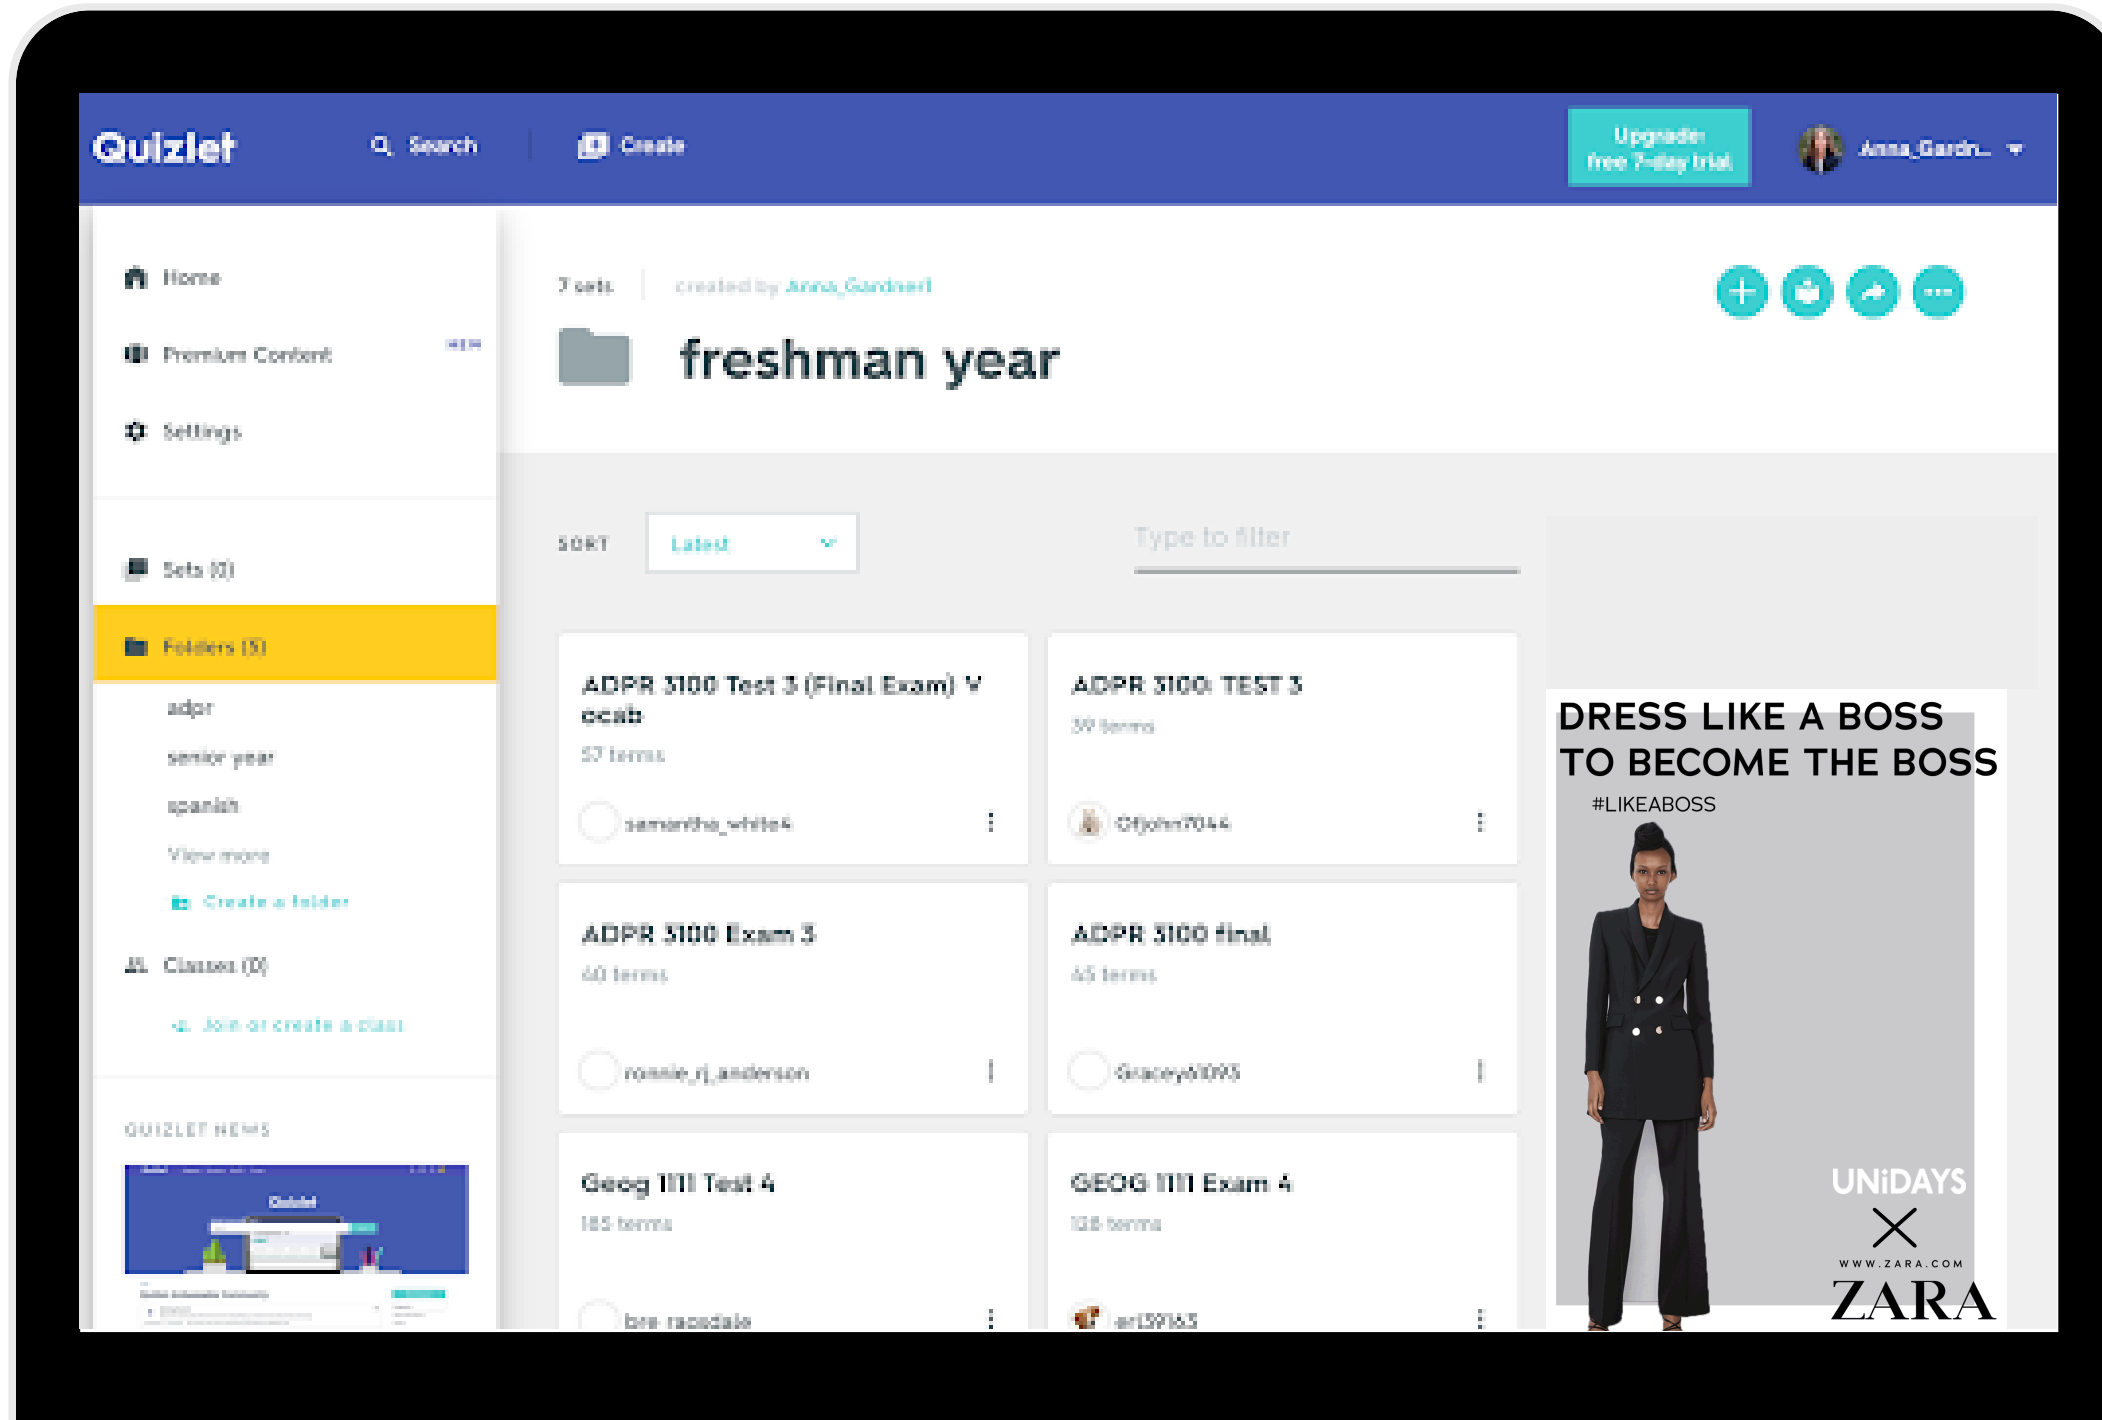 Quizlet
Search
Create
Upgrade:
free 7-day trial
Anna_Gardn...
Home
Premium Content
NEW
Settings
Sets (0)
Folders (5)
adpr
senior year
spanish
View more
Create a folder
Classes (0)
Join or create a class
QUIZLET NEWS
Quizlet
7 sets
created by Anna_Gardner1
freshman year
SORT
Latest
Type to filter
ADPR 3100 Test 3 (Final Exam) V
ocab
57 terms
samantha_white4
ADPR 3100: TEST 3
39 terms
Ofjohn7044
ADPR 3100 Exam 3
40 terms
ronnie_rj_anderson
ADPR 3100 final
45 terms
Gracey61093
Geog 1111 Test 4
185 terms
bre_ragsdale
GEOG 1111 Exam 4
128 terms
erl39163
DRESS LIKE A BOSS
TO BECOME THE BOSS
#LIKEABOSS
UNiDAYS
X
WWW.ZARA.COM
ZARA